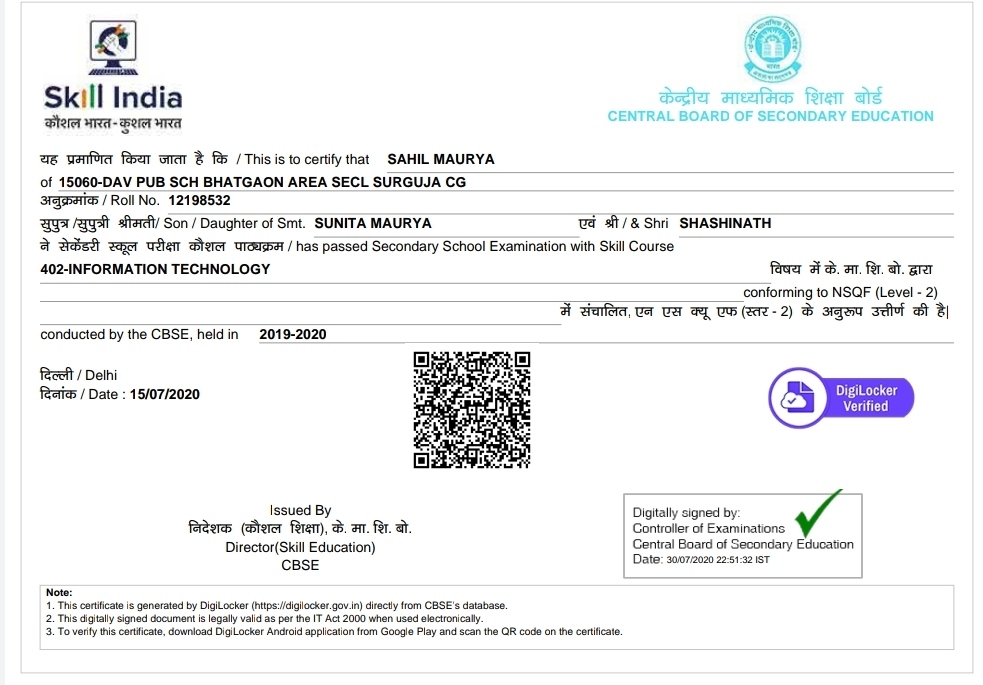 Skill India
कौशल भारत-कुशल भारत
केन्द्रीय माध्यमिक शिक्षा बोर्ड
CENTRAL BOARD OF SECONDARY EDUCATION
यह प्रमाणित किया जाता है कि / This is to certify that SAHIL MAURYA
of 15060-DAV PUB SCH BHATGAON AREA SECL SURGUJA CG
अनुक्रमांक / Roll No. 12198532
सुपुत्र /सुपुत्री श्रीमती/ Son / Daughter of Smt. SUNITA MAURYA एवं श्री / & Shri SHASHINATH
ने सेकेंडरी स्कूल परीक्षा कौशल पाठ्यक्रम / has passed Secondary School Examination with Skill Course
402-INFORMATION TECHNOLOGY विषय में के. मा. शि. बो. द्वारा
conforming to NSQF (Level - 2)
में संचालित, एन एस क्यू एफ (स्तर - 2) के अनुरूप उत्तीर्ण की है|
conducted by the CBSE, held in 2019-2020
दिल्ली / Delhi
दिनांक / Date : 15/07/2020
DigiLocker
Verified
Issued By
निदेशक (कौशल शिक्षा), के. मा. शि. बो.
Director(Skill Education)
CBSE
Digitally signed by:
Controller of Examinations
Central Board of Secondary Education
Date: 30/07/2020 22:51:32 IST
Note:
1. This certificate is generated by DigiLocker (https://digilocker.gov.in) directly from CBSE's database.
2. This digitally signed document is legally valid as per the IT Act 2000 when used electronically.
3. To verify this certificate, download DigiLocker Android application from Google Play and scan the QR code on the certificate.